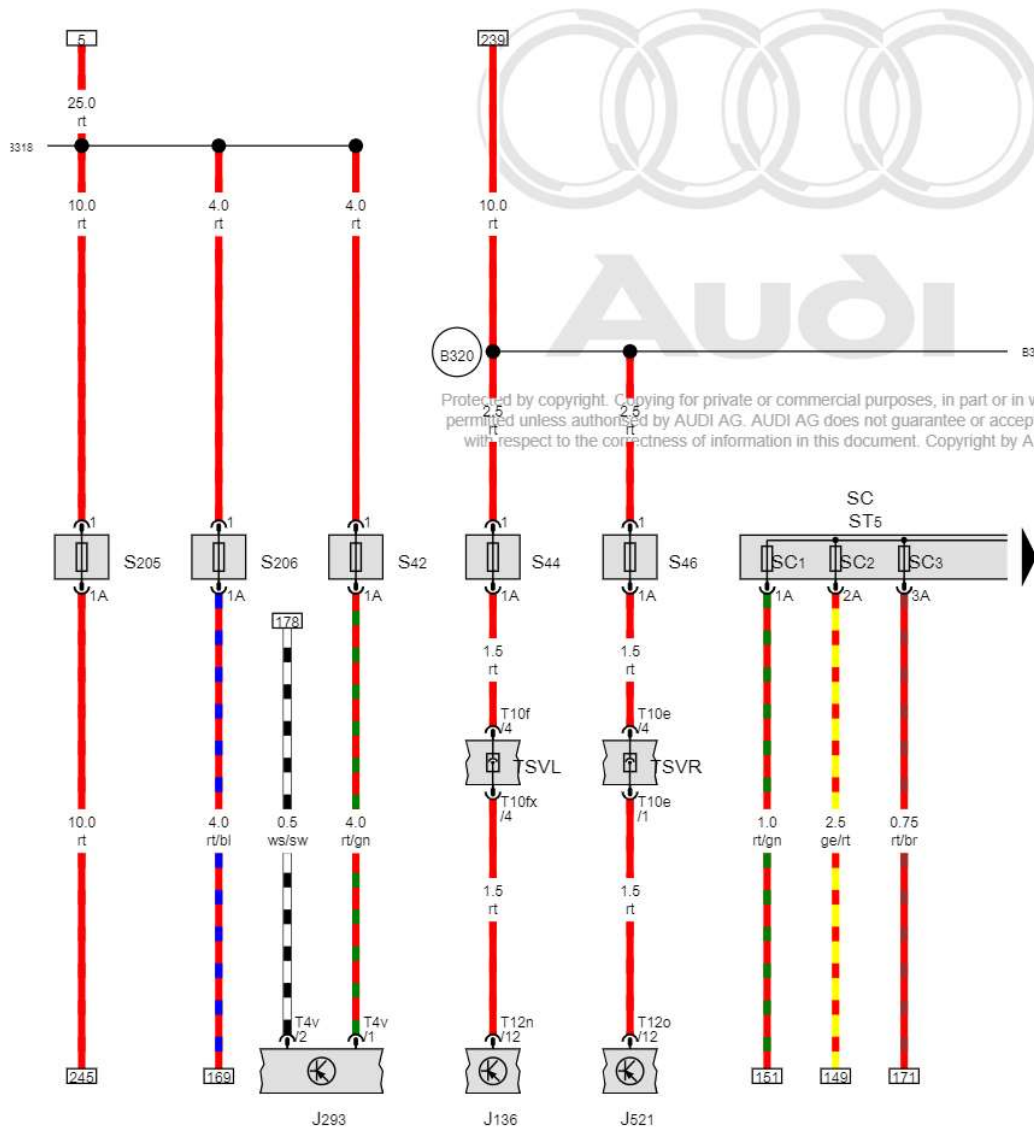 5
239
25.0
rt
10.0
rt
4.0
rt
4.0
rt
10.0
rt
Audi
B320
Protected by copyright. Copying for private or commercial purposes, in part or in
permitted unless authorised by AUDI AG. AUDI AG does not guarantee or accep
with respect to the correctness of information in this document. Copyright by A
2.5
rt
2.5
rt
SC
ST5
1
1
1
1
1
S205
S206
S42
S44
S46
SC1
SC2
SC3
1A
1A
1A
1A
1A
1A
2A
3A
178
1.5
rt
1.5
rt
T10f
/4
T10e
/4
TSVL
TSVR
T10fx
/4
T10e
/1
10.0
rt
4.0
rt/bl
0.5
ws/sw
4.0
rt/gn
1.0
rt/gn
2.5
ge/rt
0.75
rt/br
1.5
rt
1.5
rt
T4v
/2
T4v
/1
T12n
/12
T12o
/12
245
169
151
149
171
J293
J136
J521